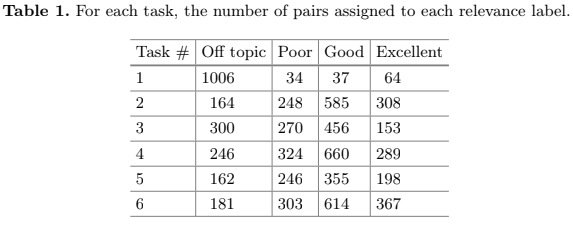 Table 1. For each task, the number of pairs assigned to each relevance label.
Task # Off topic Poor Good Excellent
1 1006 34 37 64
2 164 248 585 308
3 300 270 456 153
4 246 324 660 289
5 162 246 355 198
6 181 303 614 367